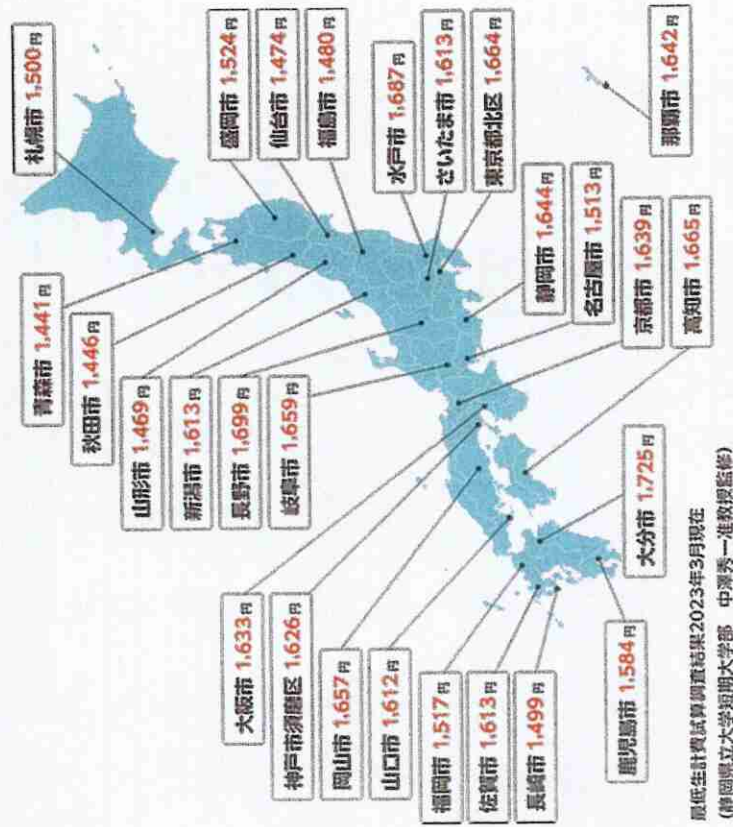 札幌市 1,500円
青森市 1,441円
秋田市 1,446円
山形市 1,469円
新潟市 1,613円
長野市 1,699円
岐阜市 1,659円
盛岡市 1,524円
仙台市 1,474円
福島市 1,480円
水戸市 1,687円
さいたま市 1,613円
東京都北区 1,664円
静岡市 1,644円
名古屋市 1,513円
京都市 1,639円
高知市 1,665円
那覇市 1,642円
大阪市 1,633円
神戸市須磨区 1,626円
岡山市 1,657円
山口市 1,612円
福岡市 1,517円
佐賀市 1,613円
長崎市 1,499円
大分市 1,725円
鹿児島市 1,584円
最低生計費試算調査結果2023年3月現在
(静岡県立大学短期大学部 中澤秀一准教授監修)